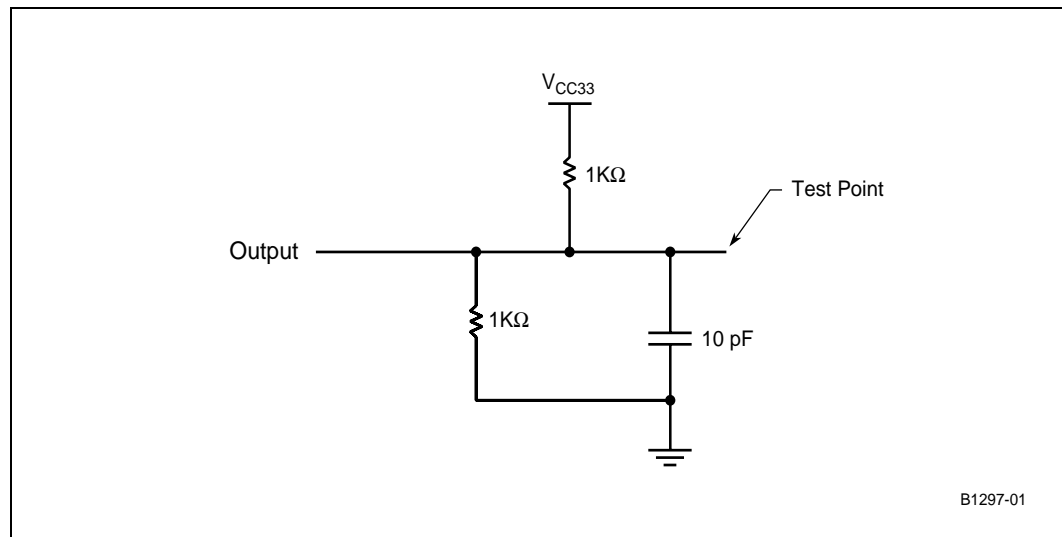 V_CC33
1KΩ
Test Point
Output
1KΩ
10 pF
B1297-01